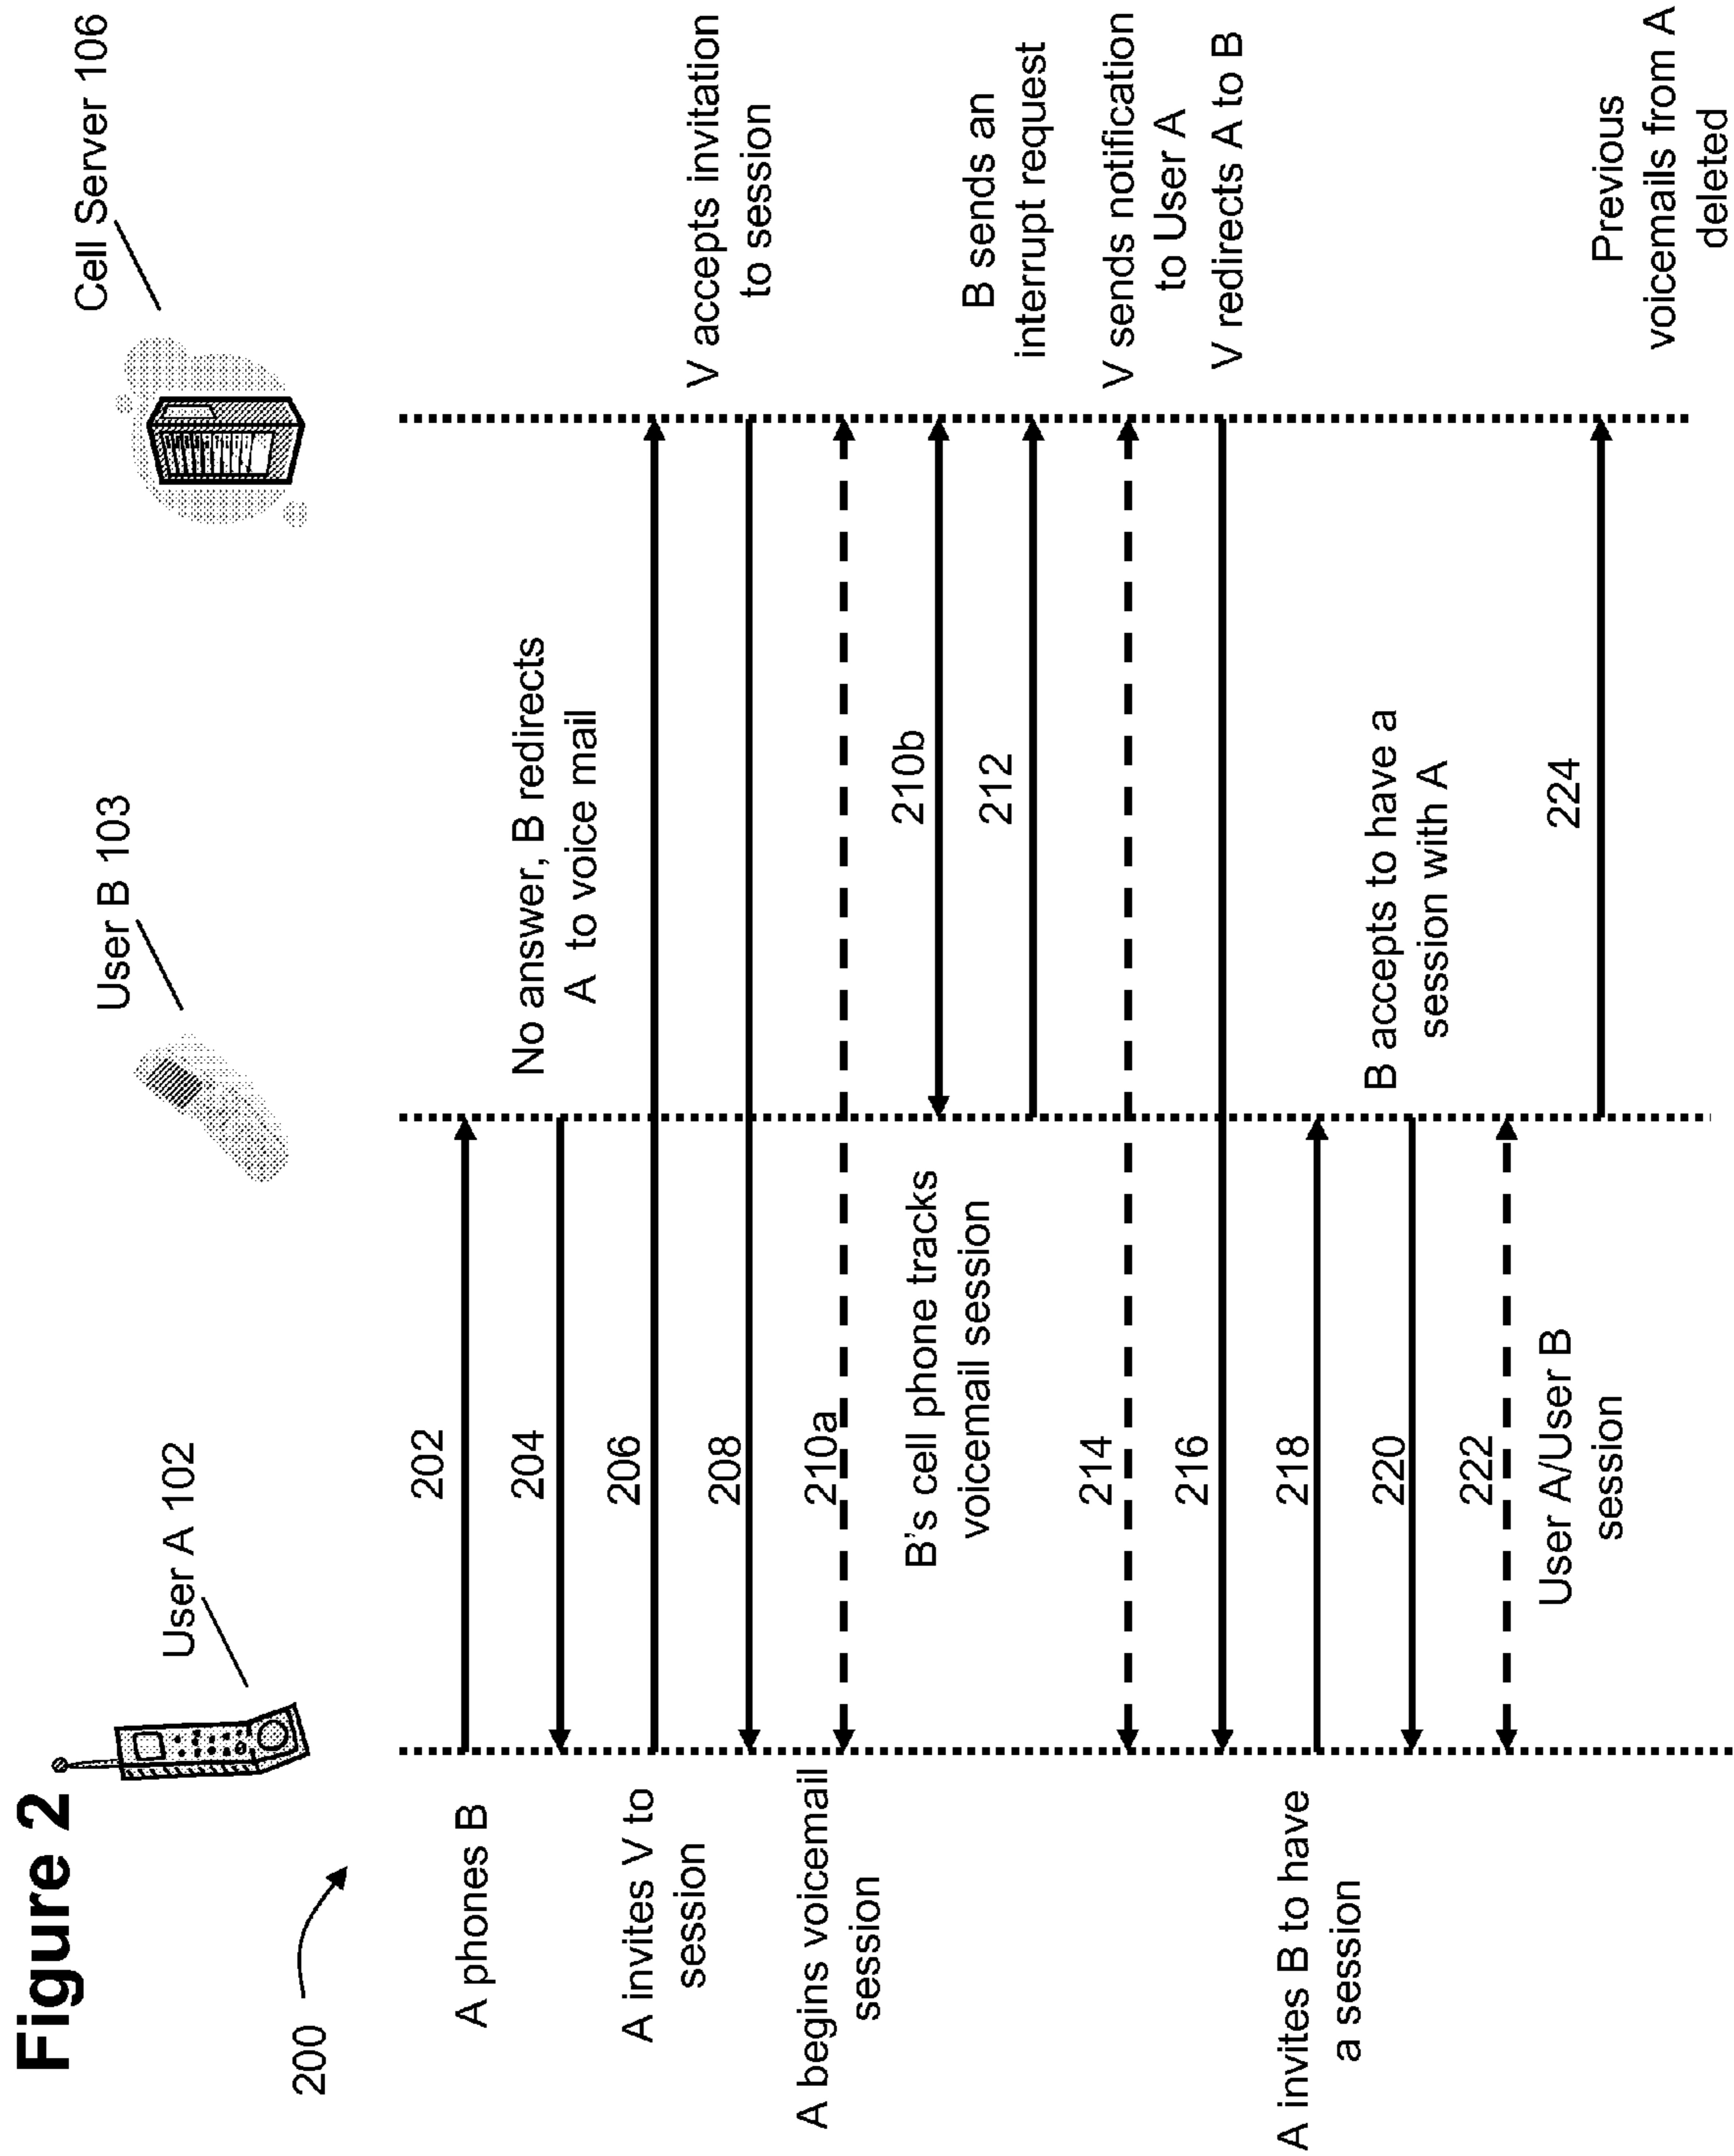 Figure 2
200
User A 102
User B 103
Cell Server 106
A phones B
202
204
No answer, B redirects
A to voice mail
A invites V to
session
206
V accepts invitation
to session
208
A begins voicemail
session
210a
B's cell phone tracks
voicemail session
210b
B sends an
interrupt request
212
V sends notification
to User A
214
V redirects A to B
216
A invites B to have
a session
218
B accepts to have a
session with A
220
222
User A/User B
session
224
Previous
voicemails from A
deleted